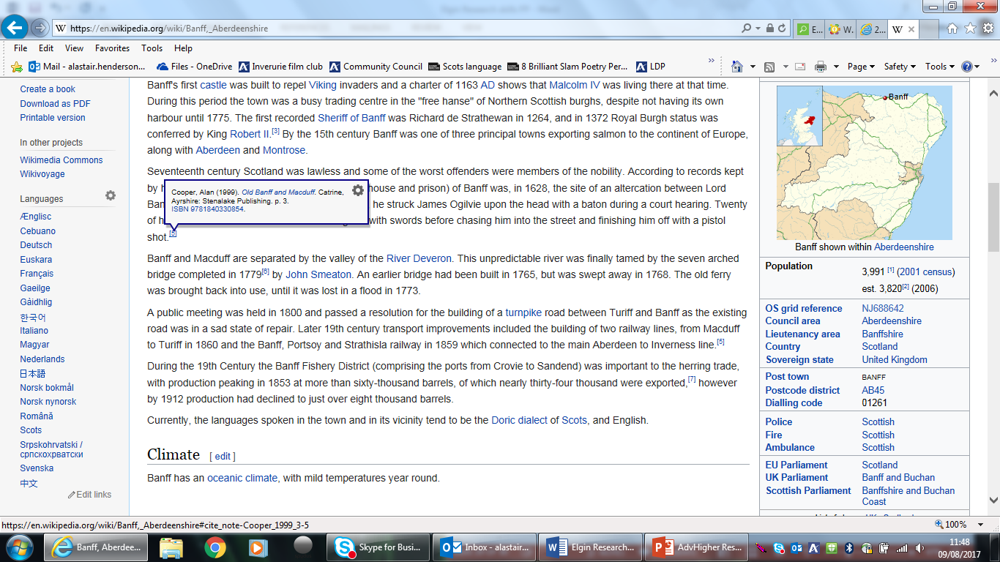 https://en.wikipedia.org/wiki/Banff,_Aberdeenshire
E...
W.
2...
W
File Edit View Favorites Tools Help
Mail - alastair.henderson...
Files - OneDrive
Inverurie film club
Community Council
Scots language
8 Brilliant Slam Poetry Per...
LDP
Page
Safety
Tools
Create a book
Download as PDF
Printable version
In other projects
Wikimedia Commons
Wikivoyage
Languages
Ænglisc
Cebuano
Deutsch
Euskara
Français
Gaeilge
Gàidhlig
한국어
Italiano
Magyar
Nederlands
日本語
Norsk bokmål
Norsk nynorsk
Română
Scots
Srpskohrvatski /
српскохрватски
Svenska
中文
Edit links
Banff's first castle was built to repel Viking invaders and a charter of 1163 AD shows that Malcolm IV was living there at that time.
During this period the town was a busy trading centre in the "free hanse" of Northern Scottish burghs, despite not having its own
harbour until 1775. The first recorded Sheriff of Banff was Richard de Strathewan in 1264, and in 1372 Royal Burgh status was
conferred by King Robert II.[3] By the 15th century Banff was one of three principal towns exporting salmon to the continent of Europe,
along with Aberdeen and Montrose.
Seventeenth century Scotland was lawless and some of the worst offenders were members of the nobility. According to records kept
by house and prison) of Banff was, in 1628, the site of an altercation between Lord
Ban he struck James Ogilvie upon the head with a baton during a court hearing. Twenty
of with swords before chasing him into the street and finishing him off with a pistol
shot.[5]
Cooper, Alan (1999). Old Banff and Macduff. Catrine,
Ayrshire: Stenalake Publishing. p. 3.
ISBN 9781840330854.
Banff and Macduff are separated by the valley of the River Deveron. This unpredictable river was finally tamed by the seven arched
bridge completed in 1779[6] by John Smeaton. An earlier bridge had been built in 1765, but was swept away in 1768. The old ferry
was brought back into use, until it was lost in a flood in 1773.
A public meeting was held in 1800 and passed a resolution for the building of a turnpike road between Turiff and Banff as the existing
road was in a sad state of repair. Later 19th century transport improvements included the building of two railway lines, from Macduff
to Turiff in 1860 and the Banff, Portsoy and Strathisla railway in 1859 which connected to the main Aberdeen to Inverness line.[5]
During the 19th Century the Banff Fishery District (comprising the ports from Crovie to Sandend) was important to the herring trade,
with production peaking in 1853 at more than sixty-thousand barrels, of which nearly thirty-four thousand were exported,[7] however
by 1912 production had declined to just over eight thousand barrels.
Currently, the languages spoken in the town and in its vicinity tend to be the Doric dialect of Scots, and English.
Climate [ edit ]
Banff has an oceanic climate, with mild temperatures year round.
Banff
Banff shown within Aberdeenshire
Population 3,991 [1] (2001 census)
est. 3,820[2] (2006)
OS grid reference NJ688642
Council area Aberdeenshire
Lieutenancy area Banffshire
Country Scotland
Sovereign state United Kingdom
Post town BANFF
Postcode district AB45
Dialling code 01261
Police Scottish
Fire Scottish
Ambulance Scottish
EU Parliament Scotland
UK Parliament Banff and Buchan
Scottish Parliament Banffshire and Buchan
Coast
https://en.wikipedia.org/wiki/Banff,_Aberdeenshire#cite_note-Cooper_1999_3-5
100%
Banff, Aberdee...
Skype for Busi...
Inbox - alastair...
Elgin Research...
AdvHigher Res...
11:48
09/08/2017